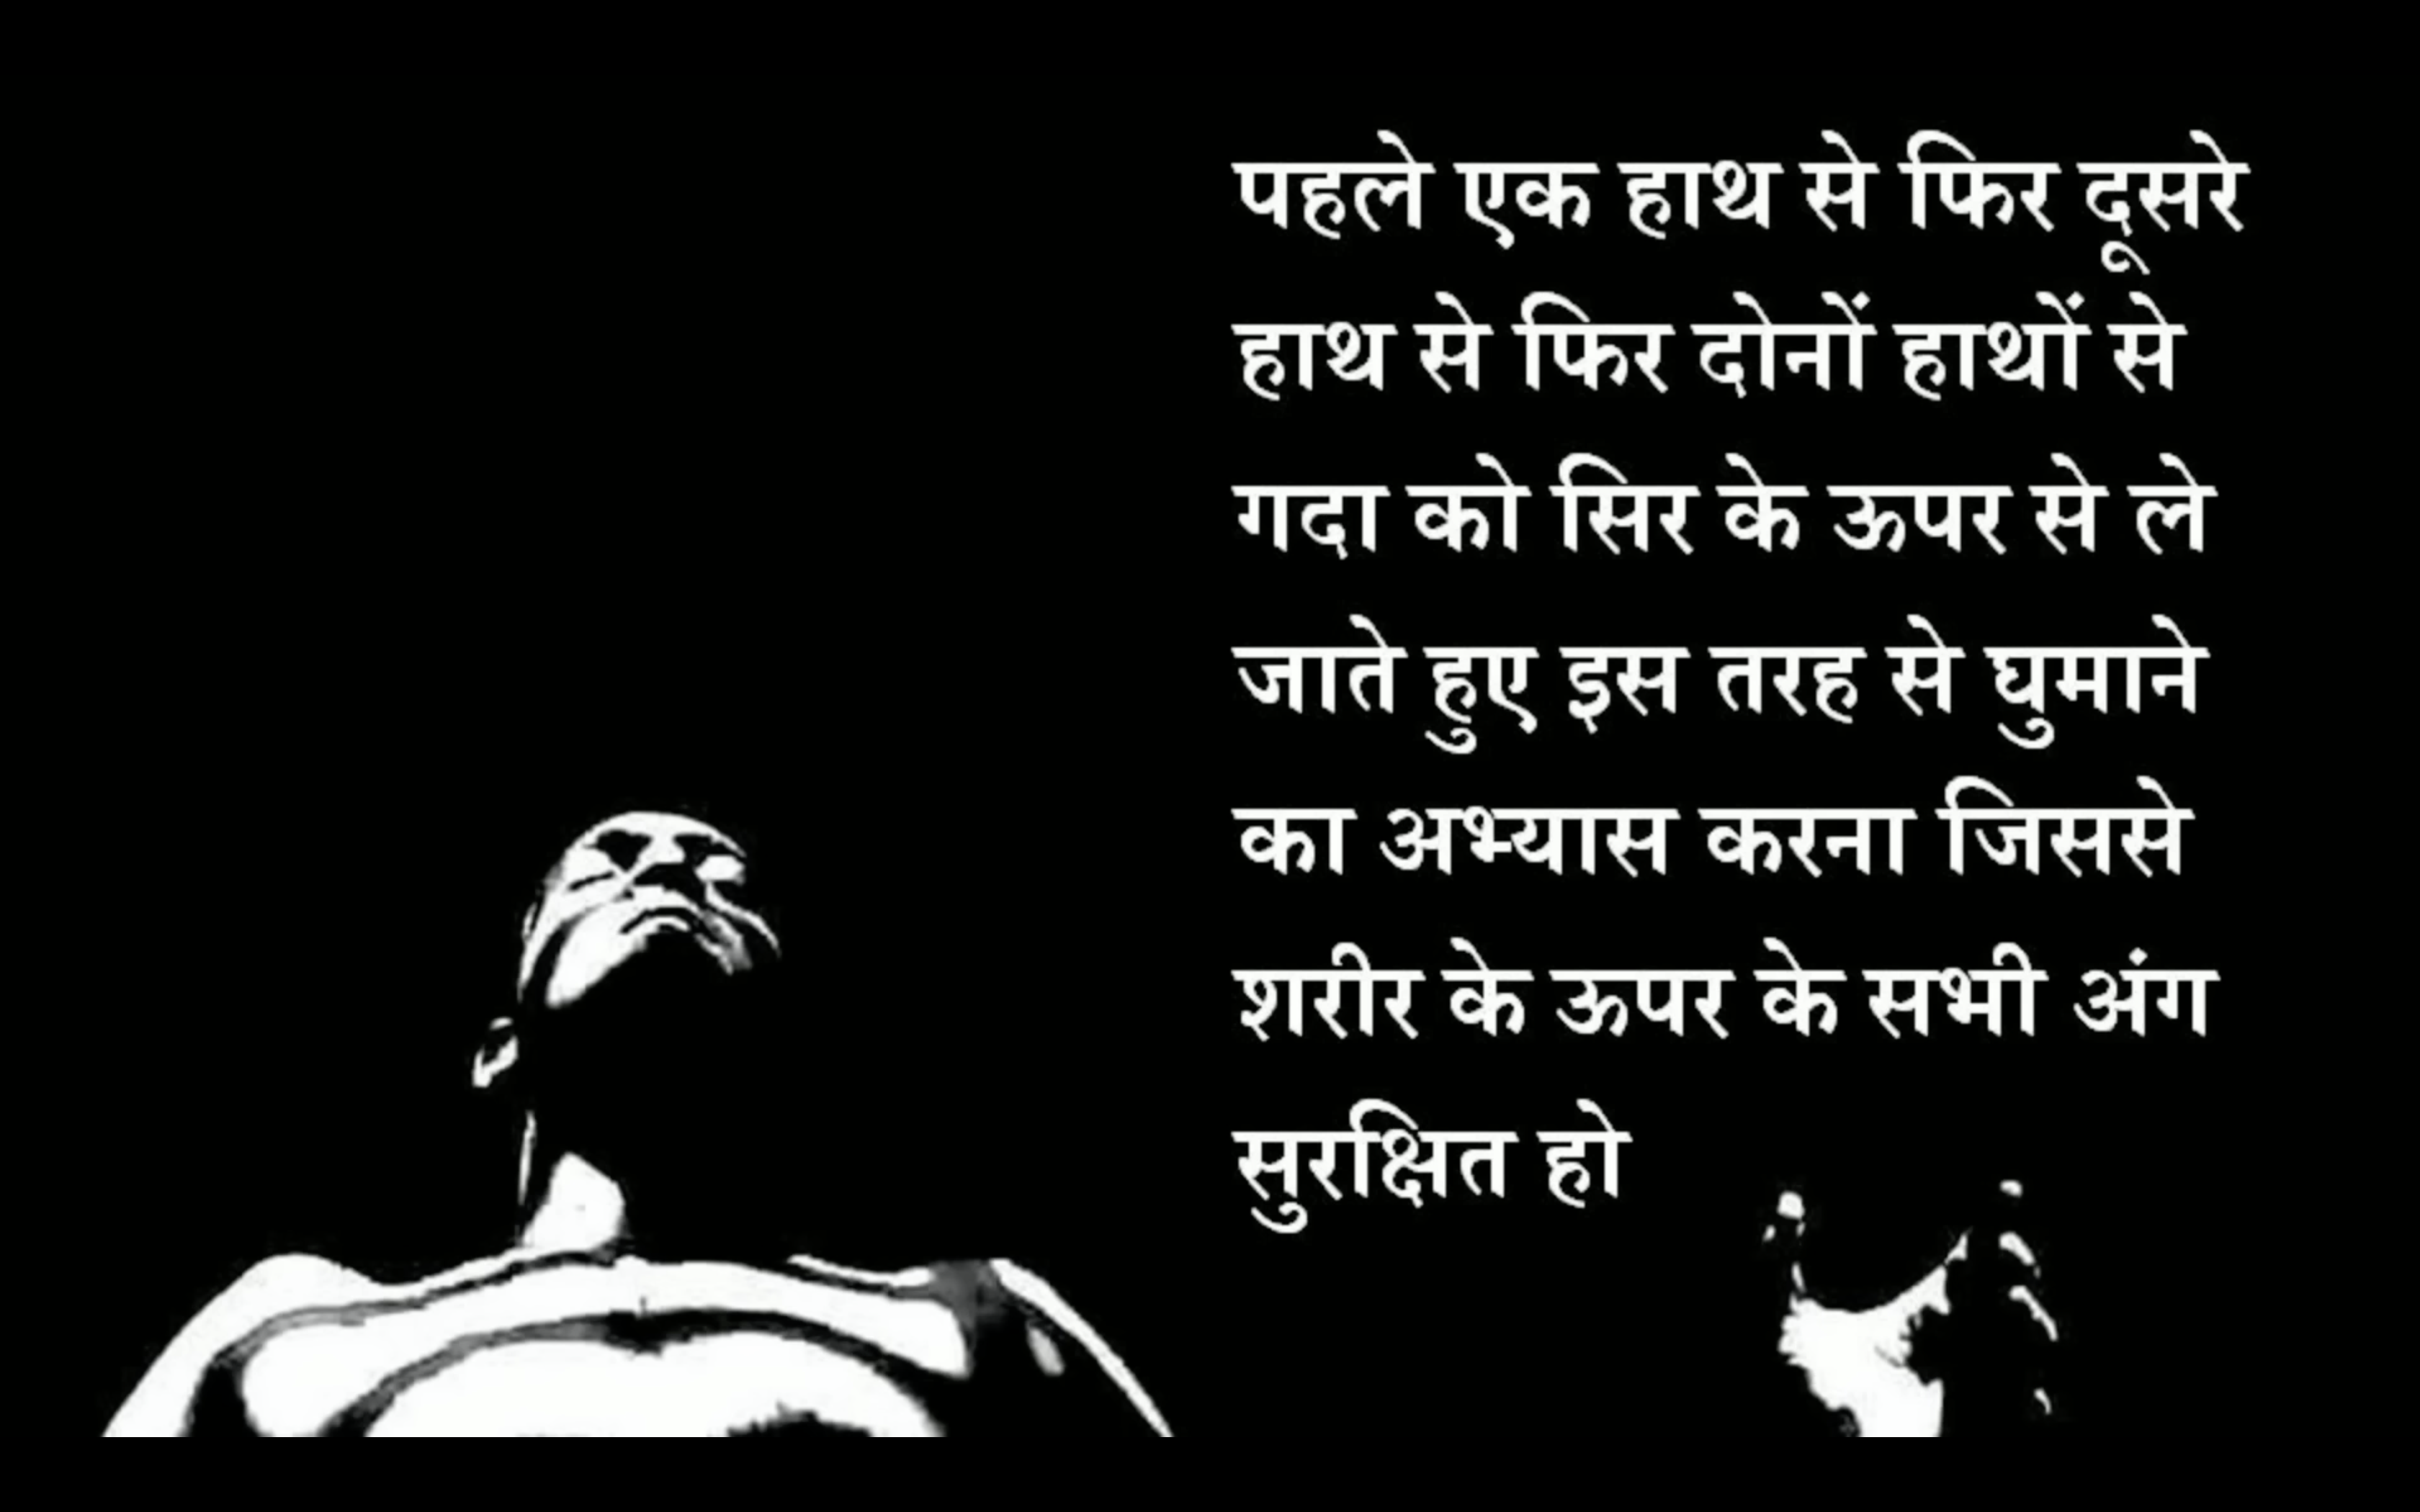 पहले एक हाथ से फिर दूसरे
हाथ से फिर दोनों हाथों से
गदा को सिर के ऊपर से ले
जाते हुए इस तरह से घुमाने
का अभ्यास करना जिससे
शरीर के ऊपर के सभी अंग
सुरक्षित हो